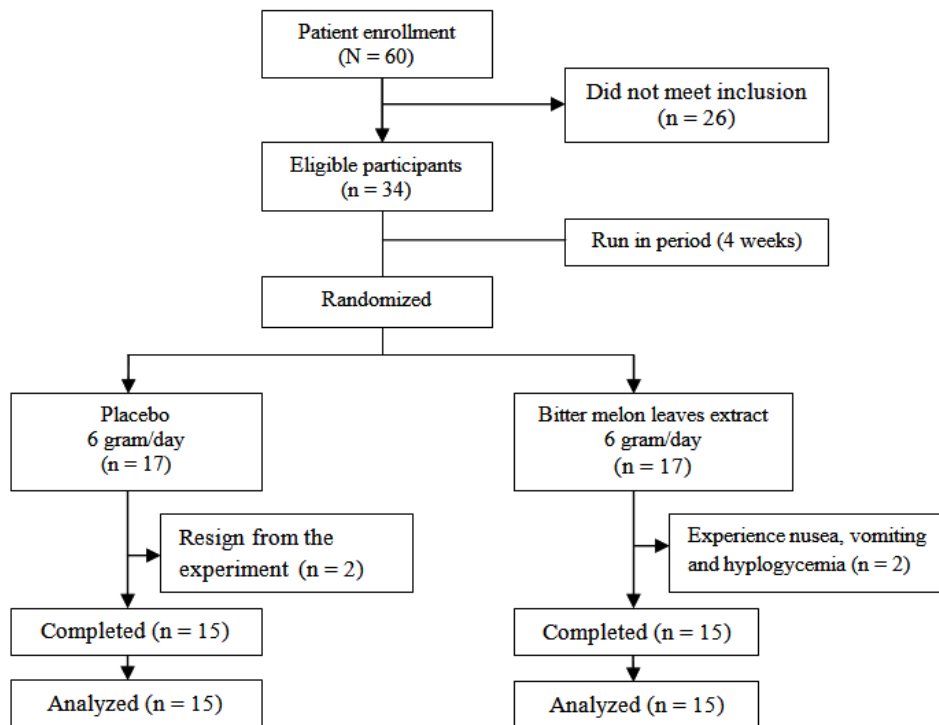 Patient enrollment
(N = 60)
Did not meet inclusion
(n = 26)
Eligible participants
(n = 34)
Run in period (4 weeks)
Randomized
Placebo
6 gram/day
(n = 17)
Bitter melon leaves extract
6 gram/day
(n = 17)
Resign from the
experiment (n = 2)
Experience nusea, vomiting
and hyplogycemia (n = 2)
Completed (n = 15)
Completed (n = 15)
Analyzed (n = 15)
Analyzed (n = 15)